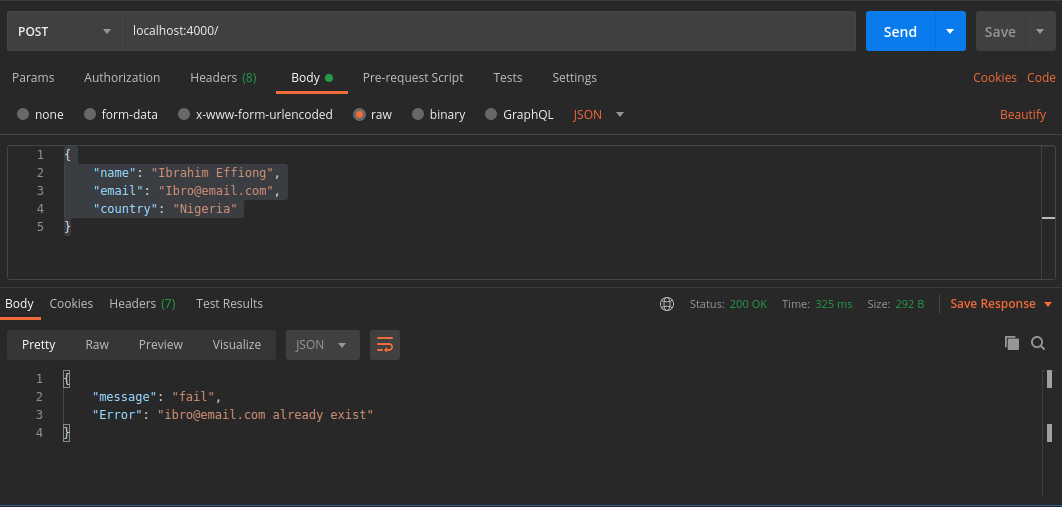 POST localhost:4000/ Send Save
Params Authorization Headers (8) Body Pre-request Script Tests Settings Cookies Code
none form-data x-www-form-urlencoded raw binary GraphQL JSON Beautify
1 {
2 "name": "Ibrahim Effiong",
3 "email": "Ibro@email.com",
4 "country": "Nigeria"
5 }
Body Cookies Headers (7) Test Results Status: 200 OK Time: 325 ms Size: 292 B Save Response
Pretty Raw Preview Visualize JSON
1 {
2 "message": "fail",
3 "Error": "ibro@email.com already exist"
4 }